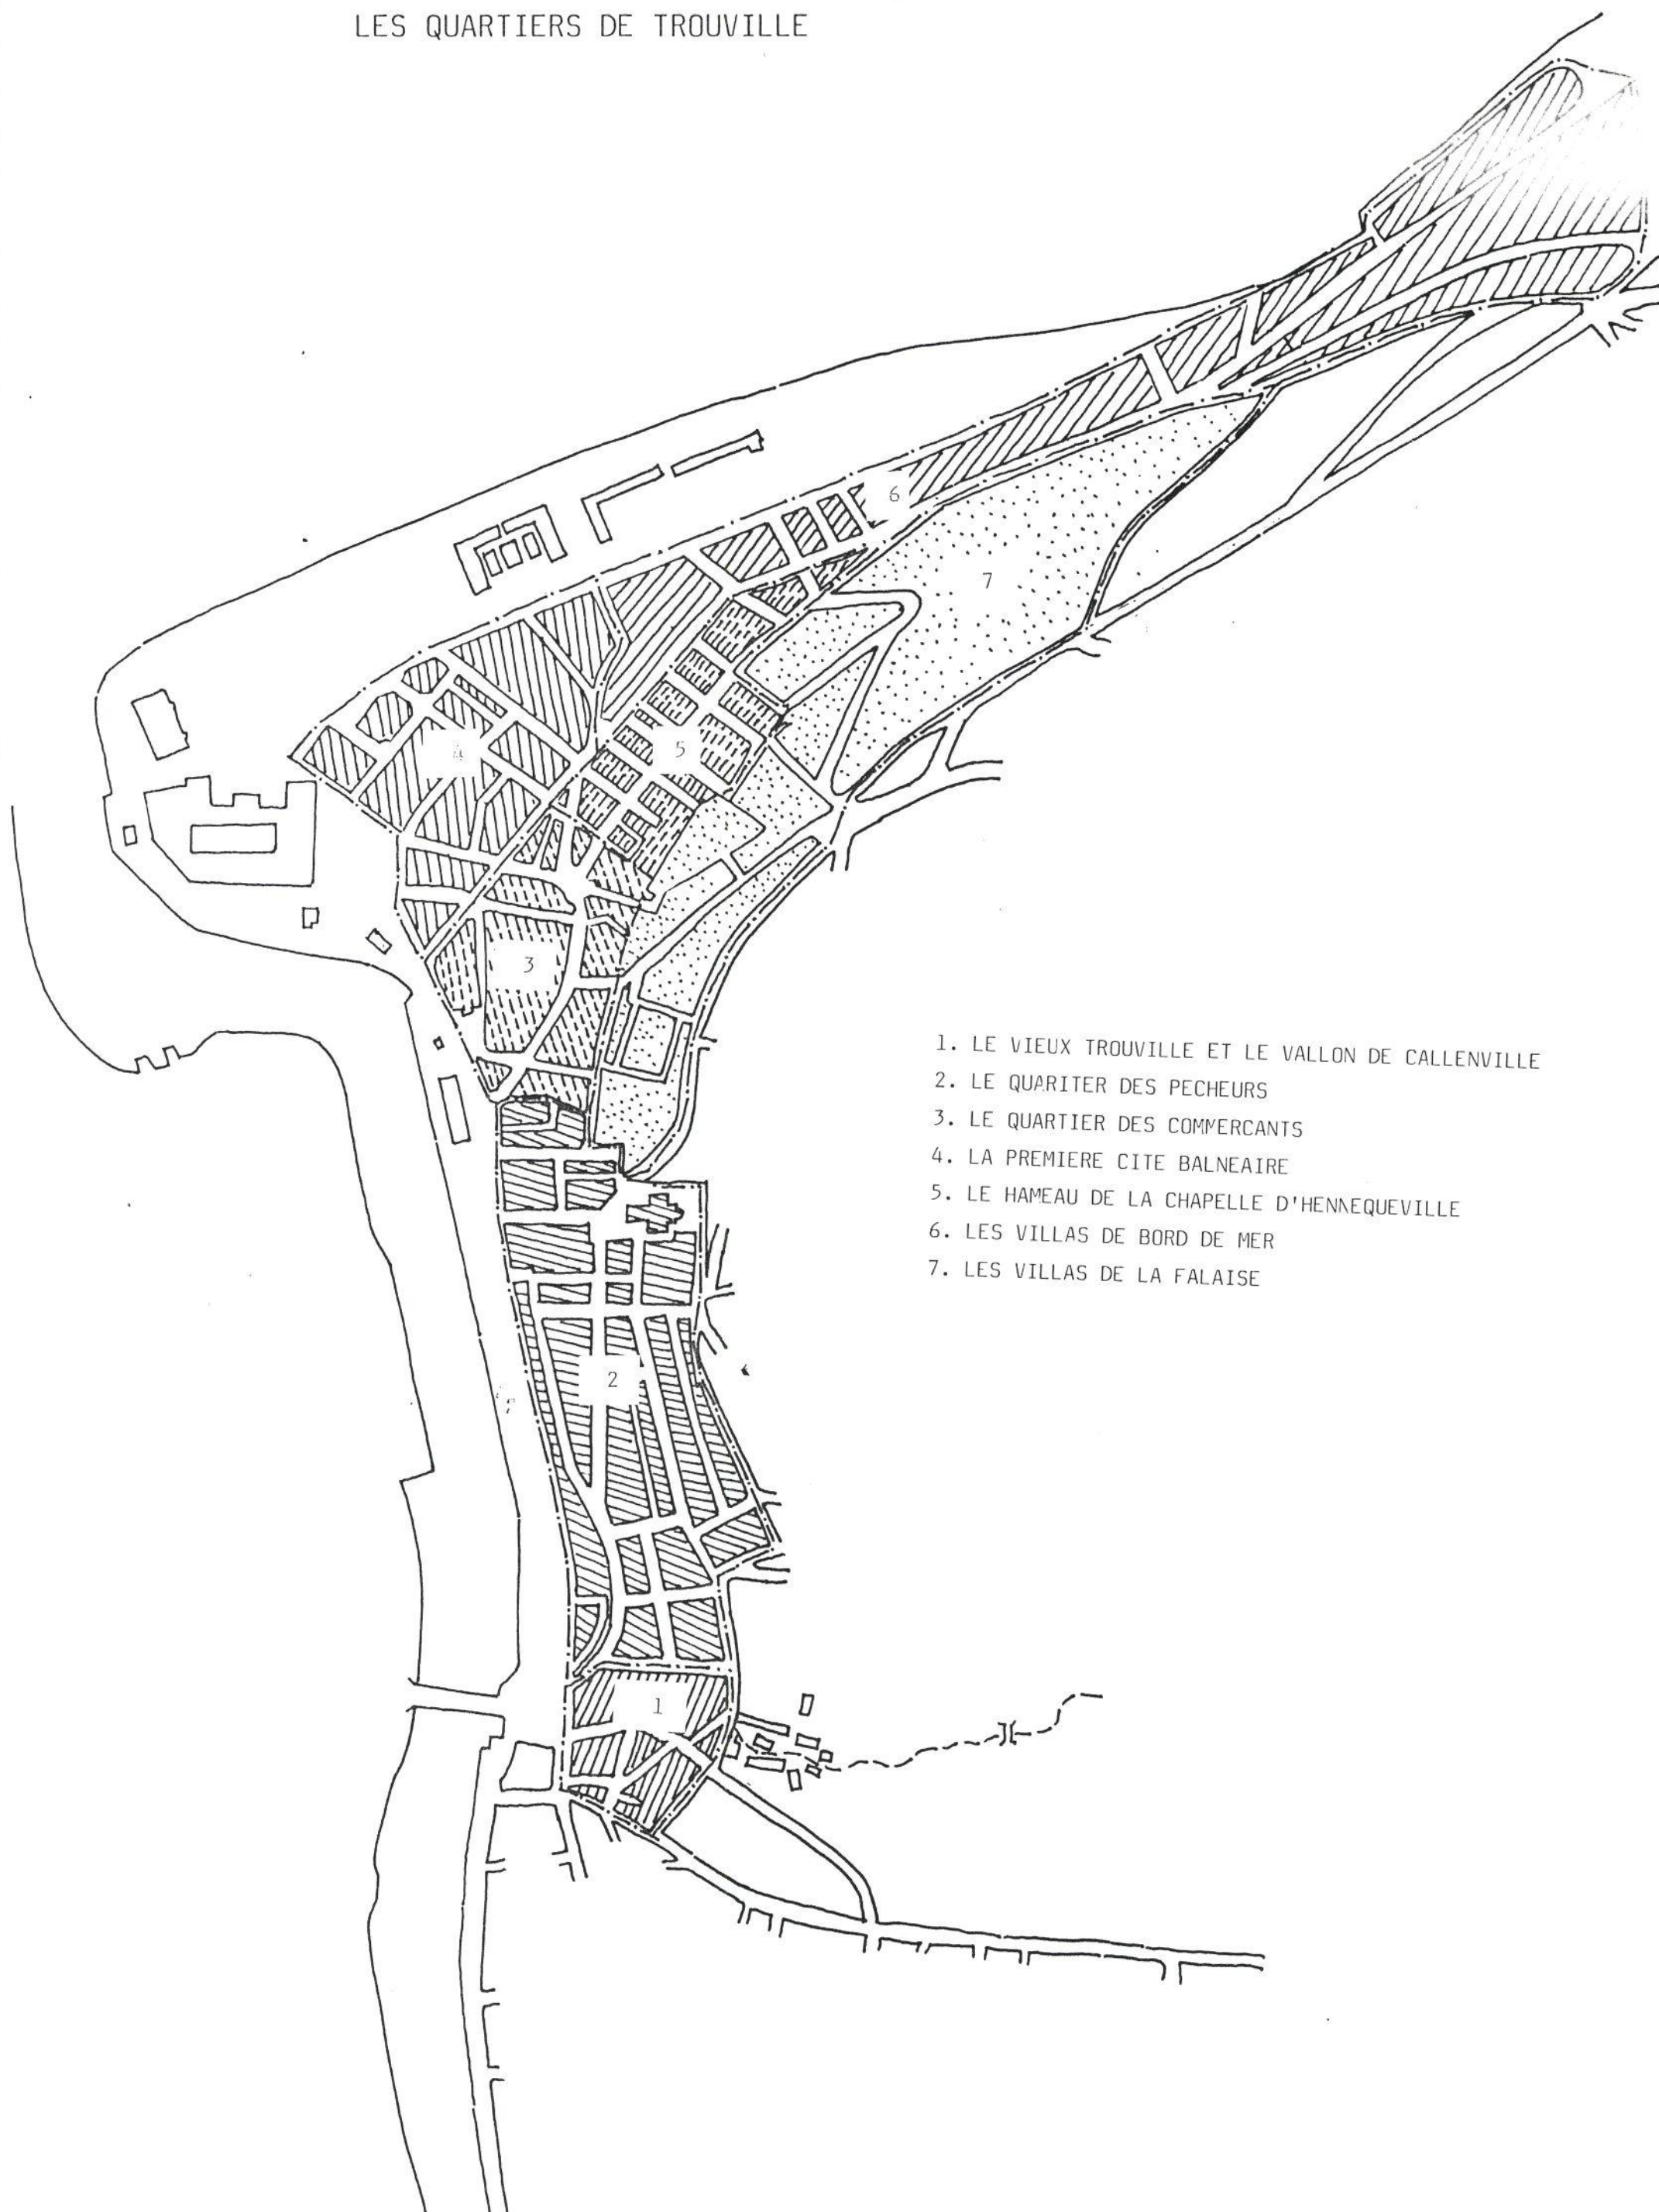 LES QUARTIERS DE TROUVILLE
6
7
4
5
3
1. LE VIEUX TROUVILLE ET LE VALLON DE CALLENVILLE
2. LE QUARITER DES PECHEURS
3. LE QUARTIER DES COMMERCANTS
4. LA PREMIERE CITE BALNEAIRE
5. LE HAMEAU DE LA CHAPELLE D'HENNEQUEVILLE
6. LES VILLAS DE BORD DE MER
7. LES VILLAS DE LA FALAISE
2
1